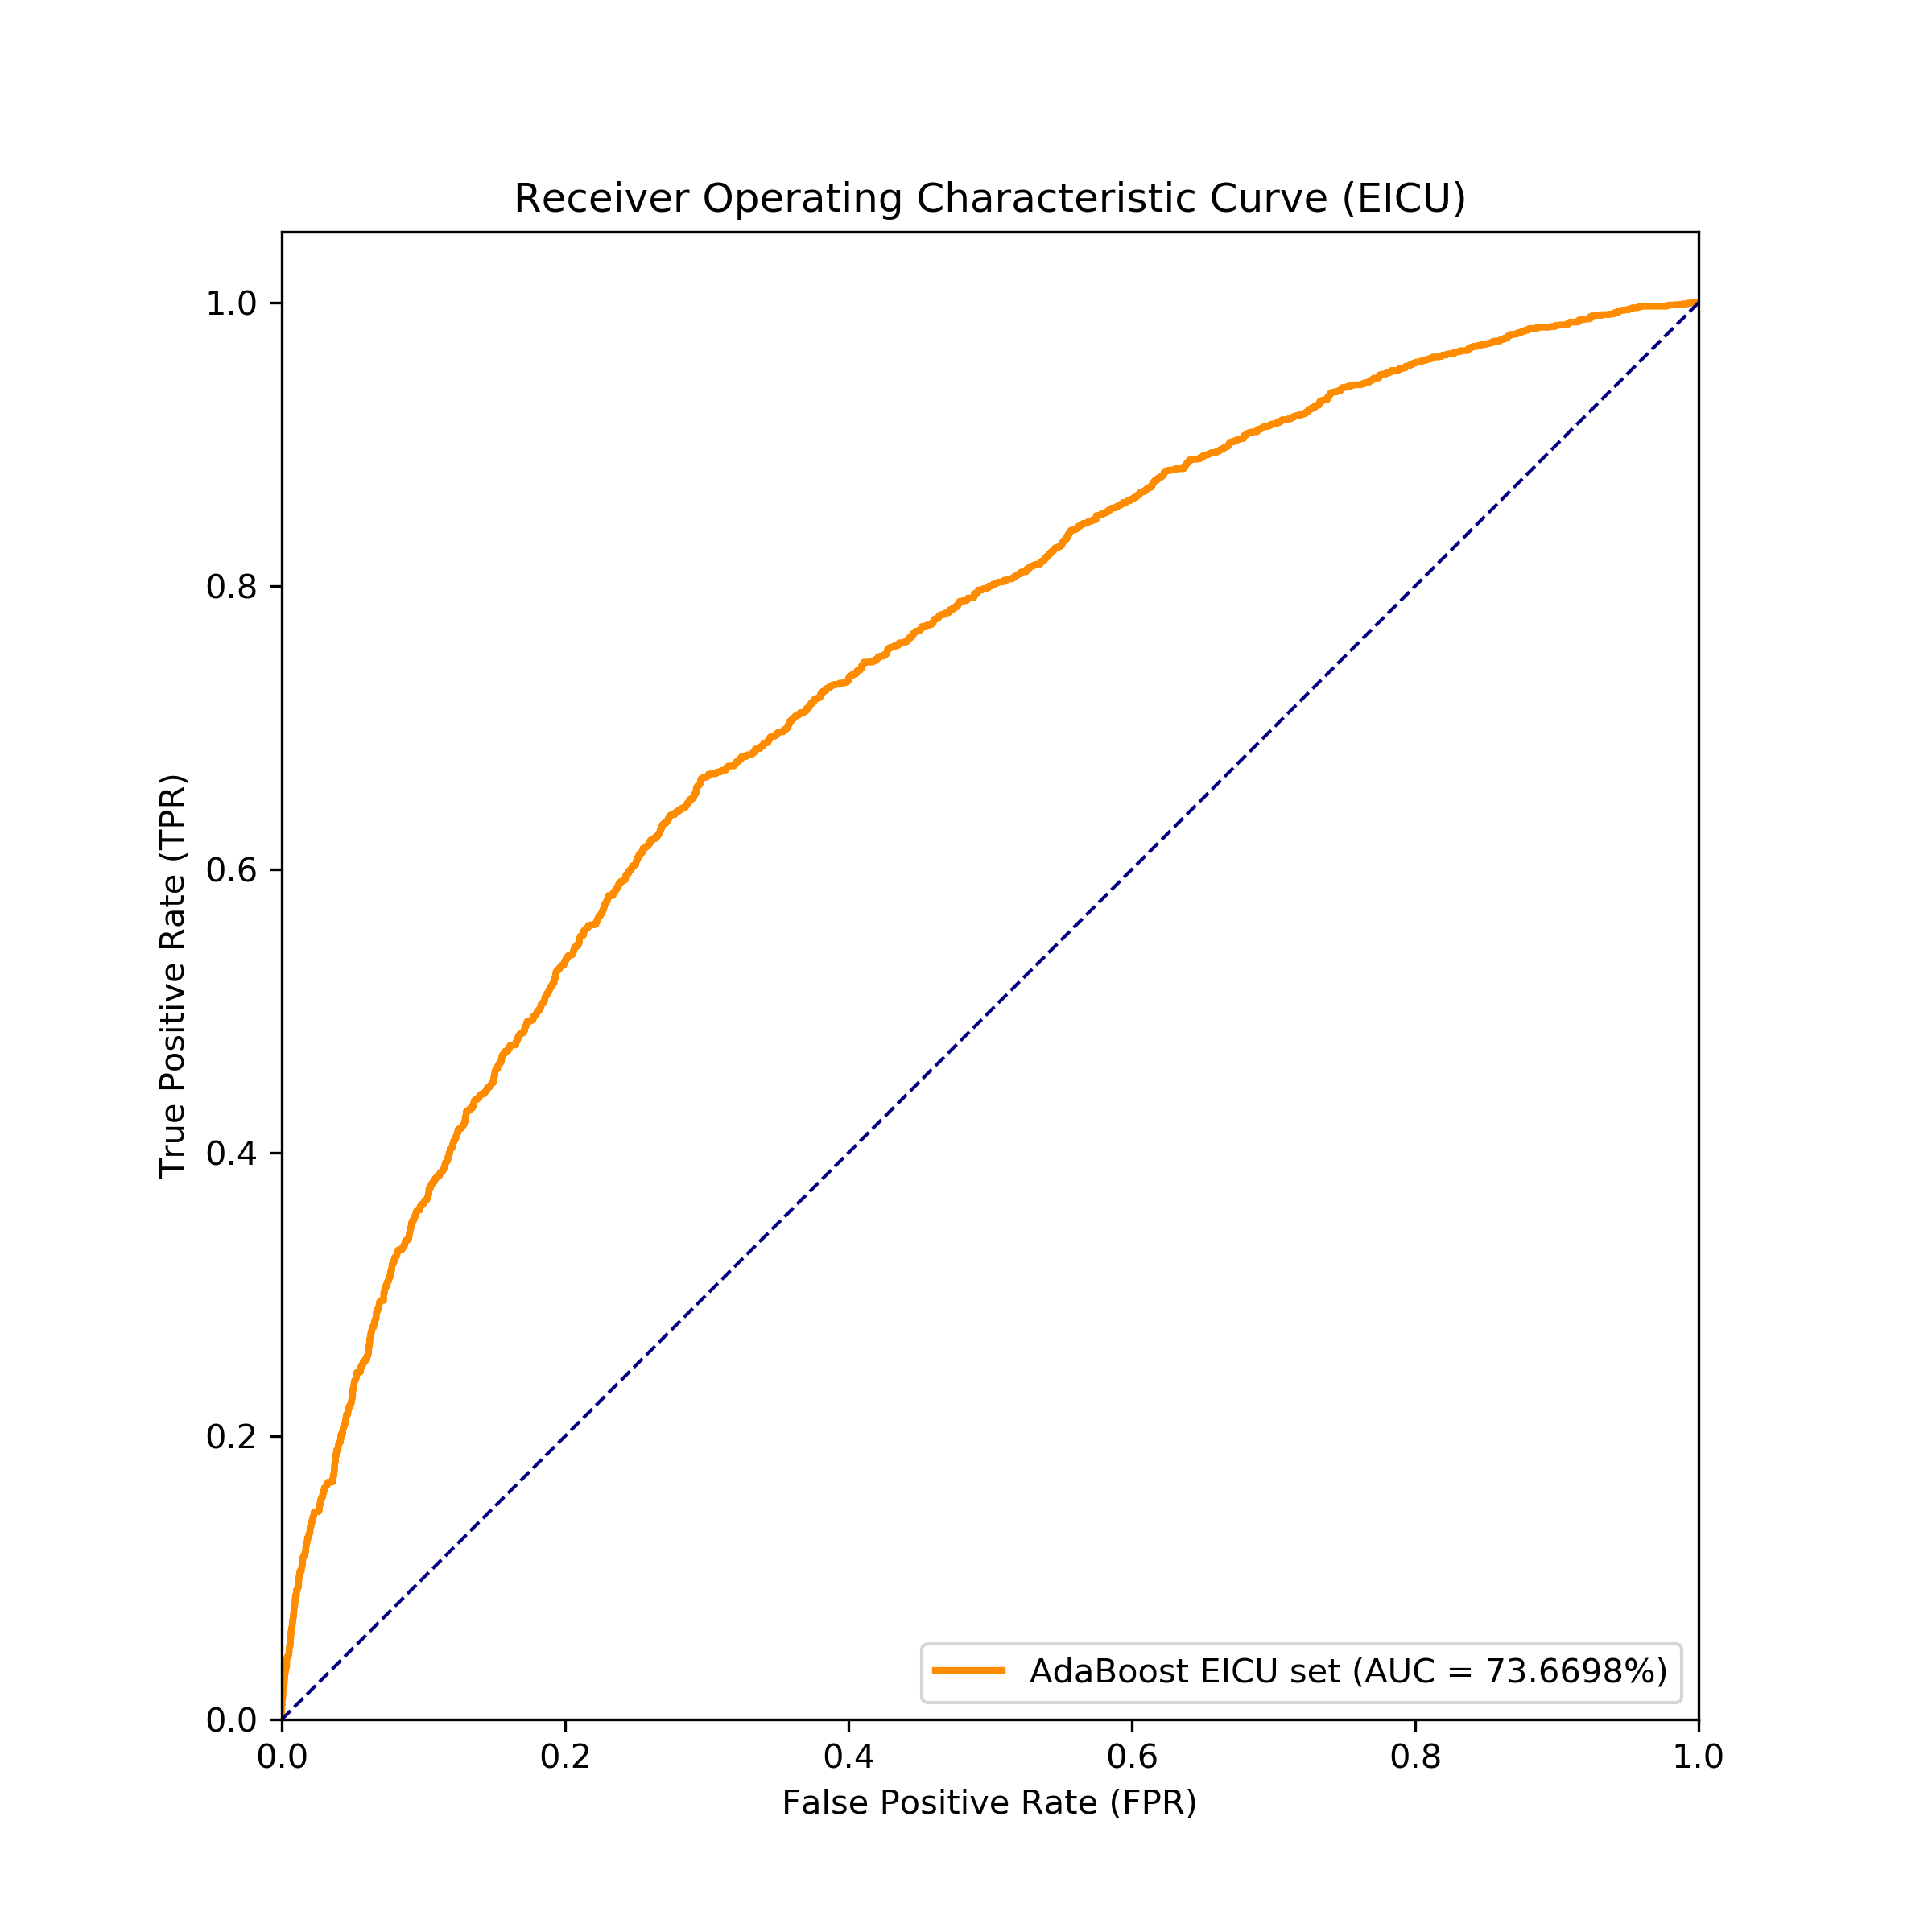 Receiver Operating Characteristic Curve (EICU)
True Positive Rate (TPR)
1.0
0.8
0.6
0.4
0.2
0.0
0.0 0.2 0.4 0.6 0.8 1.0
False Positive Rate (FPR)
AdaBoost EICU set (AUC = 73.6698%)